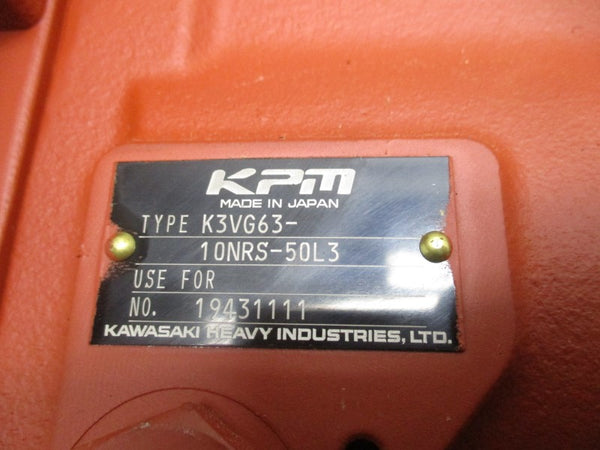 KPM
MADE IN JAPAN
TYPE K3VG63-
10NRS-50L3
USE FOR
NO. 19431111
KAWASAKI HEAVY INDUSTRIES, LTD.